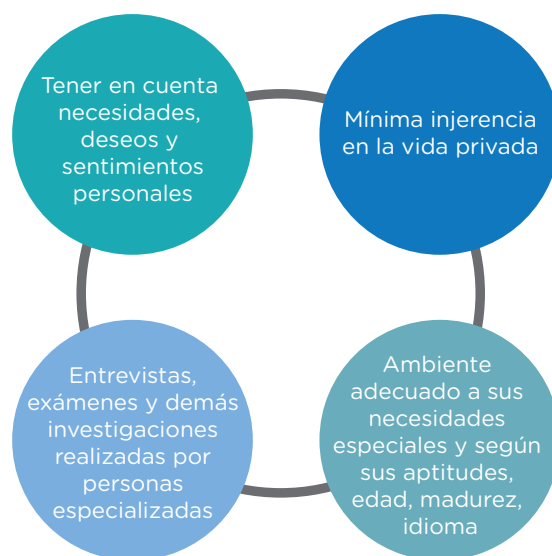 Tener en cuenta
necesidades,
deseos y
sentimientos
personales
Mínima injerencia
en la vida privada
Entrevistas,
exámenes y demás
investigaciones
realizadas por
personas
especializadas
Ambiente
adecuado a sus
necesidades
especiales y según
sus aptitudes,
edad, madurez,
idioma